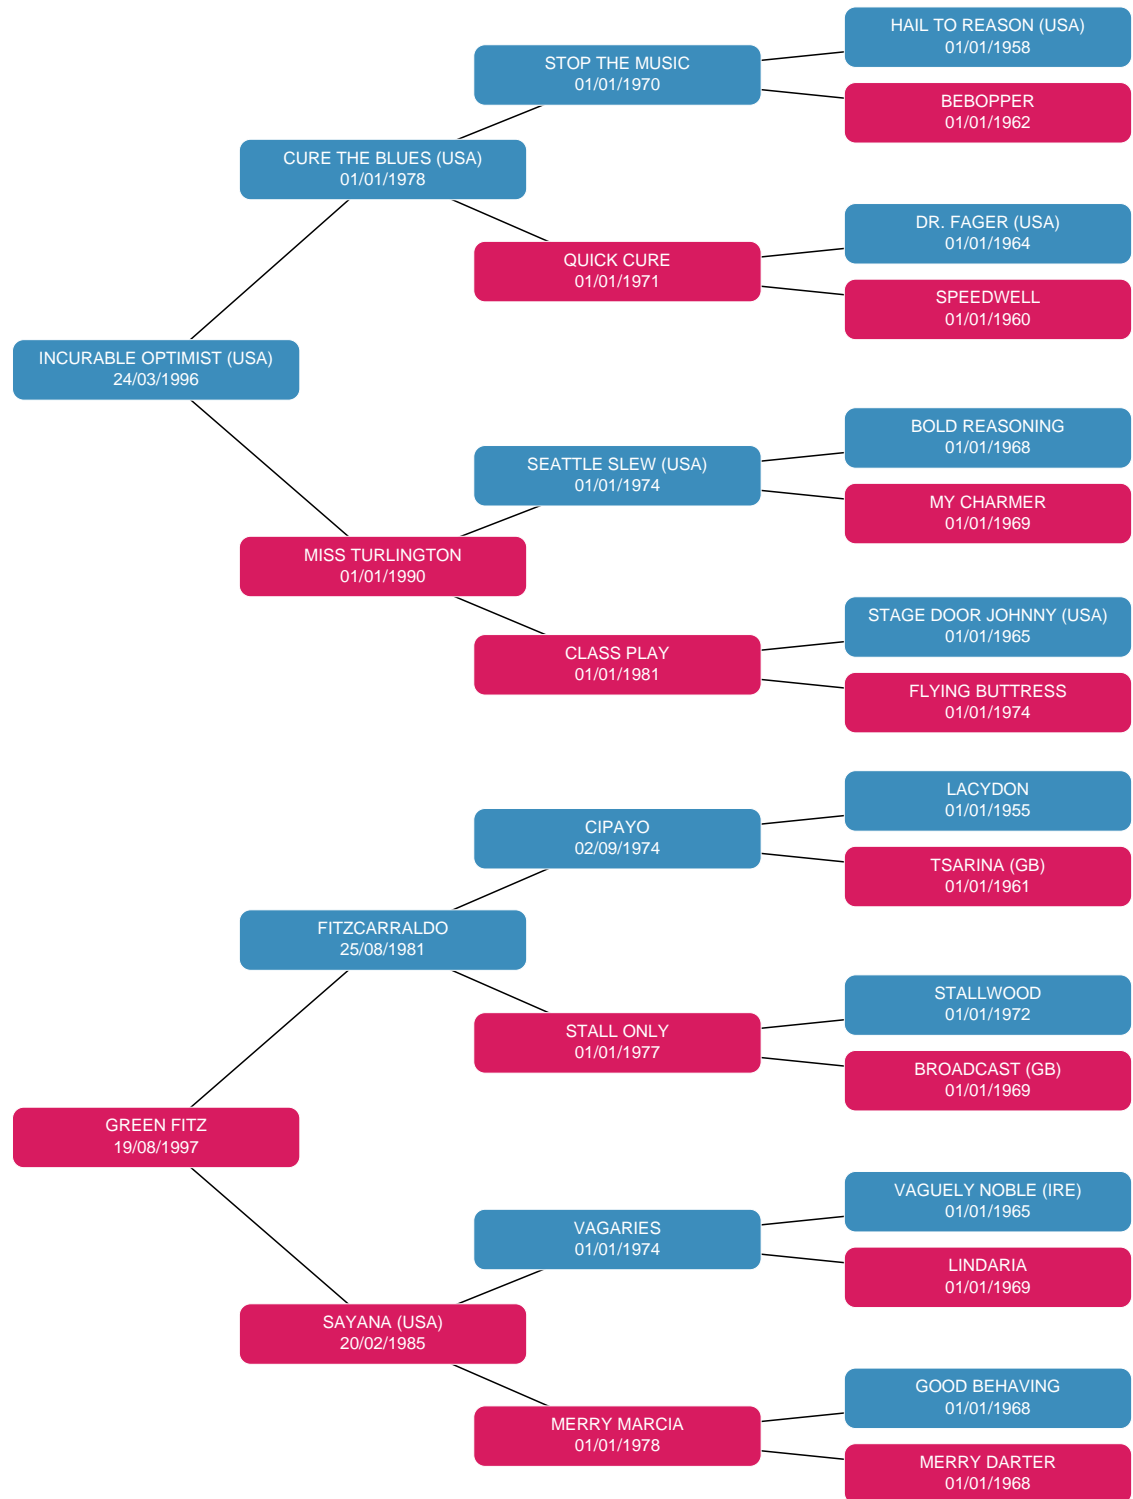 HAIL TO REASON (USA)
01/01/1958
STOP THE MUSIC
01/01/1970
BEBOPPER
01/01/1962
CURE THE BLUES (USA)
01/01/1978
DR. FAGER (USA)
01/01/1964
QUICK CURE
01/01/1971
SPEEDWELL
01/01/1960
INCURABLE OPTIMIST (USA)
24/03/1996
BOLD REASONING
01/01/1968
SEATTLE SLEW (USA)
01/01/1974
MY CHARMER
01/01/1969
MISS TURLINGTON
01/01/1990
STAGE DOOR JOHNNY (USA)
01/01/1965
CLASS PLAY
01/01/1981
FLYING BUTTRESS
01/01/1974
LACYDON
01/01/1955
CIPAYO
02/09/1974
TSARINA (GB)
01/01/1961
FITZCARRALDO
25/08/1981
STALLWOOD
01/01/1972
STALL ONLY
01/01/1977
BROADCAST (GB)
01/01/1969
GREEN FITZ
19/08/1997
VAGUELY NOBLE (IRE)
01/01/1965
VAGARIES
01/01/1974
LINDARIA
01/01/1969
SAYANA (USA)
20/02/1985
GOOD BEHAVING
01/01/1968
MERRY MARCIA
01/01/1978
MERRY DARTER
01/01/1968